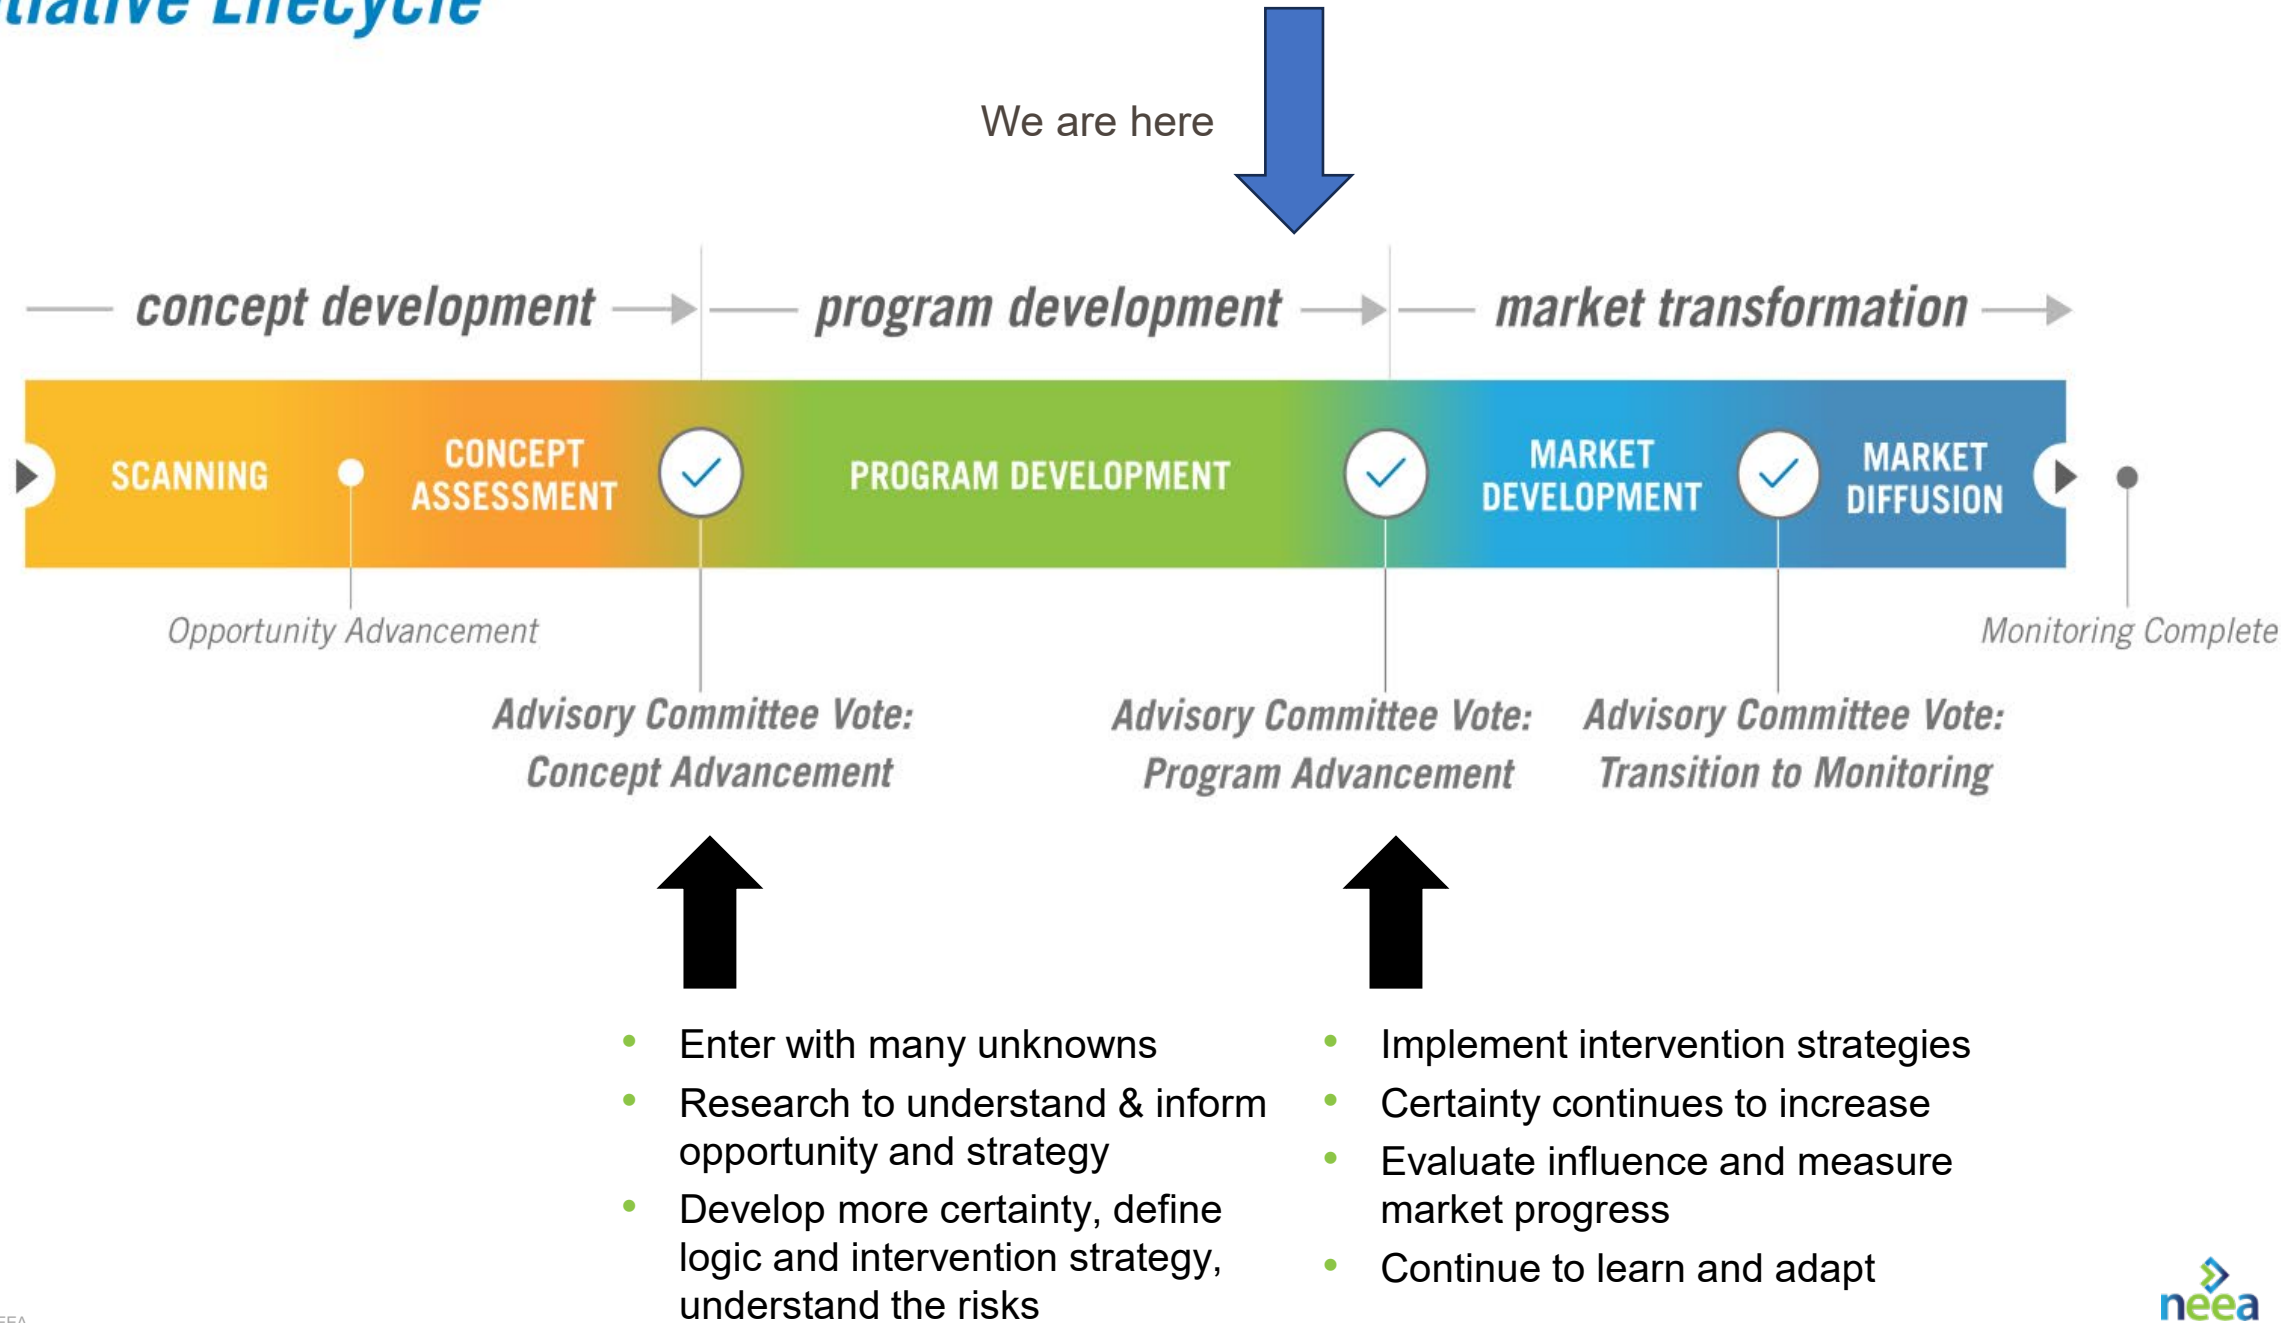 Lifecycle
We are here
concept development
program development
market transformation
SCANNING
CONCEPT
ASSESSMENT
PROGRAM DEVELOPMENT
MARKET
DEVELOPMENT
MARKET
DIFFUSION
Opportunity Advancement
Monitoring Complete
Advisory Committee Vote:
Concept Advancement
Advisory Committee Vote:
Program Advancement
Advisory Committee Vote:
Transition to Monitoring
• Enter with many unknowns
• Research to understand & inform
opportunity and strategy
• Develop more certainty, define
logic and intervention strategy,
understand the risks
• Implement intervention strategies
• Certainty continues to increase
• Evaluate influence and measure
market progress
• Continue to learn and adapt
neea